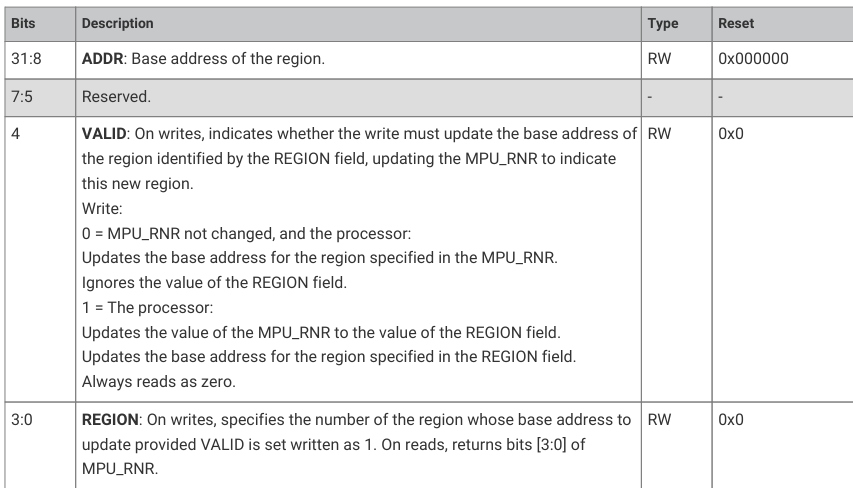 Bits Description Type Reset
31:8 ADDR: Base address of the region. RW 0x000000
7:5 Reserved. - -
4 VALID: On writes, indicates whether the write must update the base address of RW 0x0
the region identified by the REGION field, updating the MPU_RNR to indicate
this new region.
Write:
0 = MPU_RNR not changed, and the processor:
Updates the base address for the region specified in the MPU_RNR.
Ignores the value of the REGION field.
1 = The processor:
Updates the value of the MPU_RNR to the value of the REGION field.
Updates the base address for the region specified in the REGION field.
Always reads as zero.
3:0 REGION: On writes, specifies the number of the region whose base address to RW 0x0
update provided VALID is set written as 1. On reads, returns bits [3:0] of
MPU_RNR.